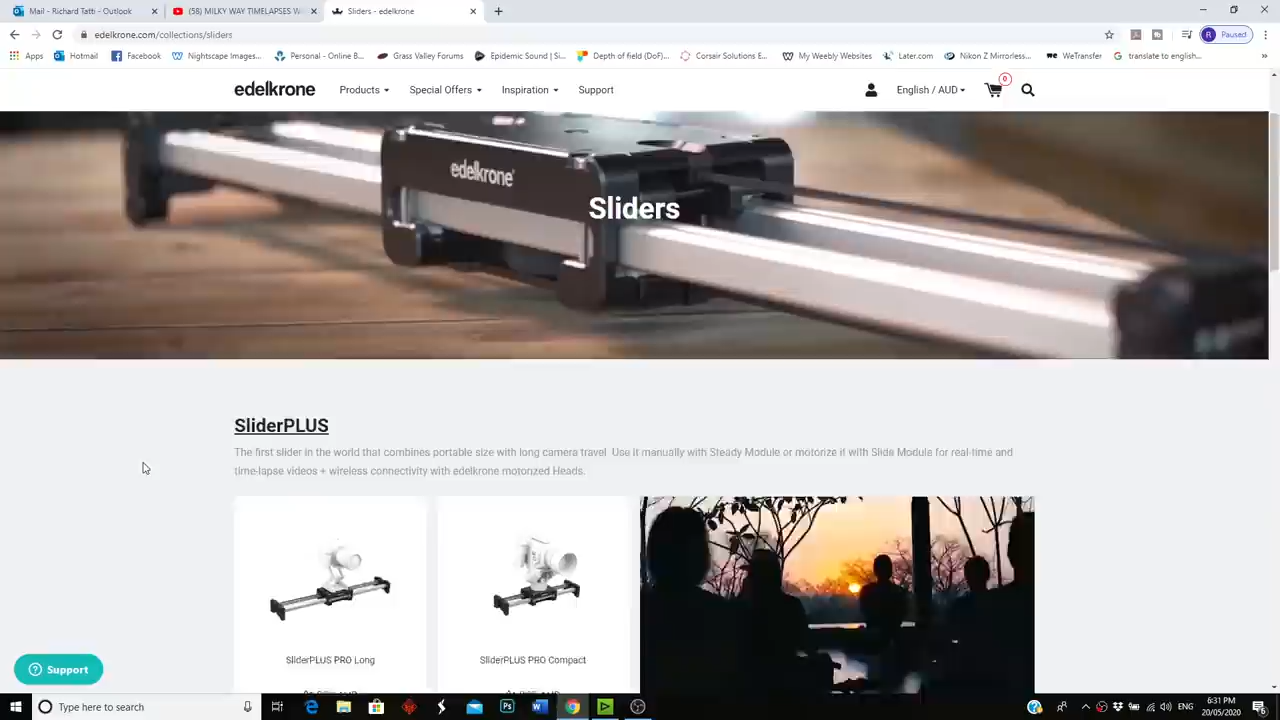 Mail - Richard Tatti - Outlook
(58) MILKY WAY TIMELAPSES W
Sliders - edelkrone
edelkrone.com/collections/sliders
R Paused
Apps
Hotmail
Facebook
Nightscape Images...
Personal - Online B...
Grass Valley Forums
Epidemic Sound | Si...
Depth of field (DoF)...
Corsair Solutions E...
My Weebly Websites
Later.com
Nikon Z Mirrorless...
WeTransfer
translate to english...
edelkrone
Products
Special Offers
Inspiration
Support
English / AUD
0
edelkrone
Sliders
SliderPLUS
The first slider in the world that combines portable size with long camera travel Use it manually with Steady Module or motorize it with Slide Module for real-time and
time-lapse videos + wireless connectivity with edelkrone motorized Heads.
SliderPLUS PRO Long
SliderPLUS PRO Compact
Support
Type here to search
ENG
6:31 PM
20/05/2020